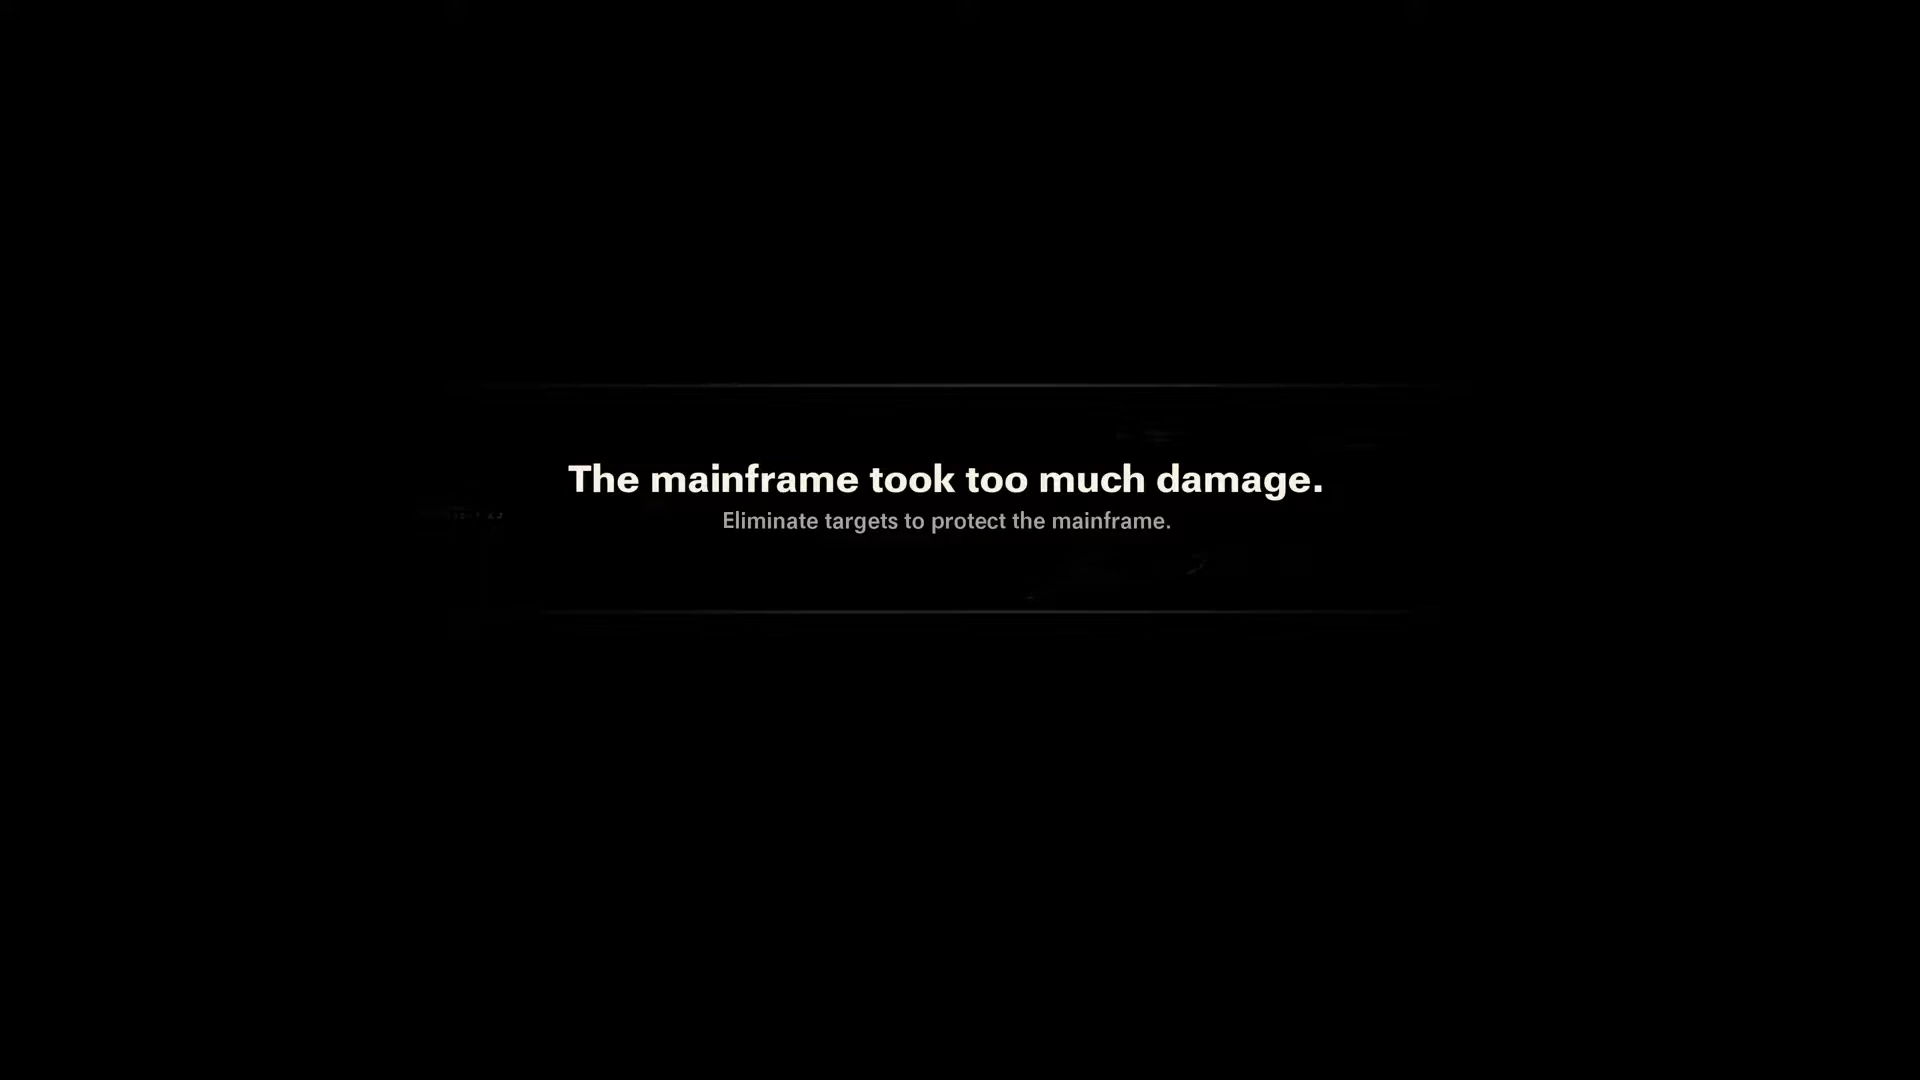 The mainframe took too much damage.
Eliminate targets to protect the mainframe.